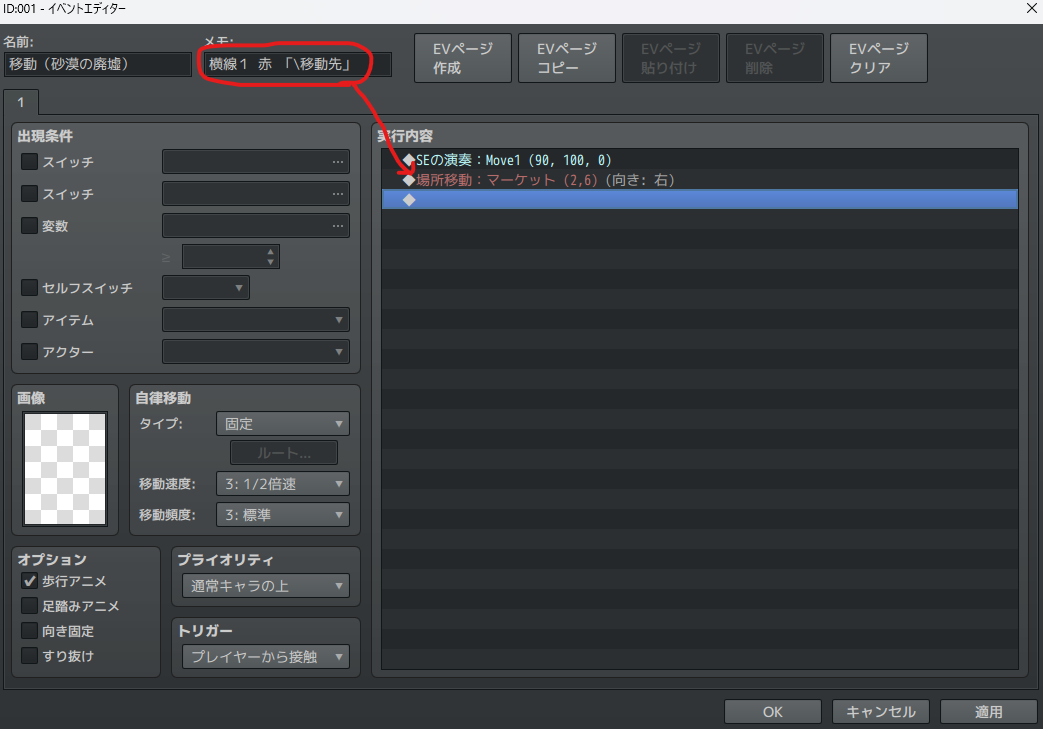 ID:001 - イベントエディター
名前:
メモ:
移動（砂漠の廃墟）
横線１ 赤 「\移動先」
EVページ
作成
EVページ
コピー
EVページ
貼り付け
EVページ
削除
EVページ
クリア
1
出現条件
スイッチ
...
スイッチ
...
変数
...
≥
セルフスイッチ
アイテム
アクター
画像
自律移動
タイプ:
固定
ルート...
移動速度:
3: 1/2倍速
移動頻度:
3: 標準
オプション
歩行アニメ
足踏みアニメ
向き固定
すり抜け
プライオリティ
通常キャラの上
トリガー
プレイヤーから接触
実行内容
◆SEの演奏：Move1 (90, 100, 0)
◆場所移動：マーケット (2,6) (向き: 右)
◆
OK
キャンセル
適用